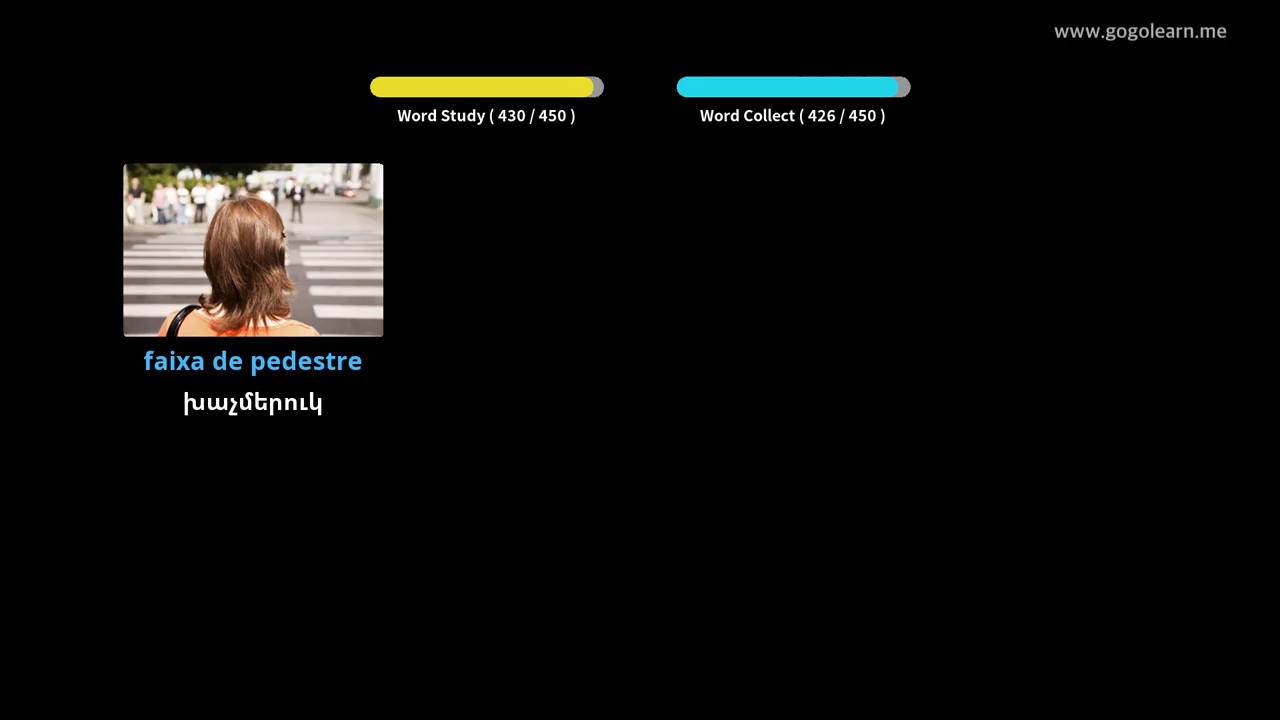 www.gogolearn.me
Word Study ( 430 / 450 )
Word Collect ( 426 / 450 )
faixa de pedestre
խաչմերուկ